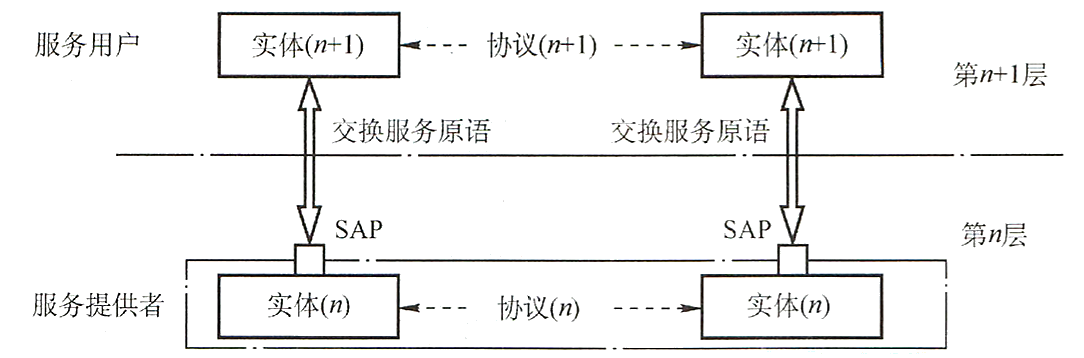 服务用户 实体(n+1) 协议(n+1) 实体(n+1)
第n+1层
交换服务原语 交换服务原语
SAP SAP 第n层
服务提供者 实体(n) 协议(n) 实体(n)